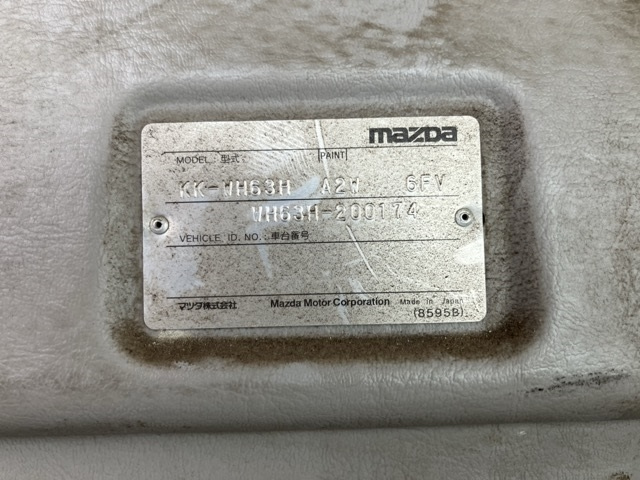 mazda
MODEL. 型式 PAINT
KK-WH63H A2W 6FV
WH63H-200174
VEHICLE. ID. NO. 車台番号
マツダ株式会社 Mazda Motor Corporation Made in Japan
(8595B)